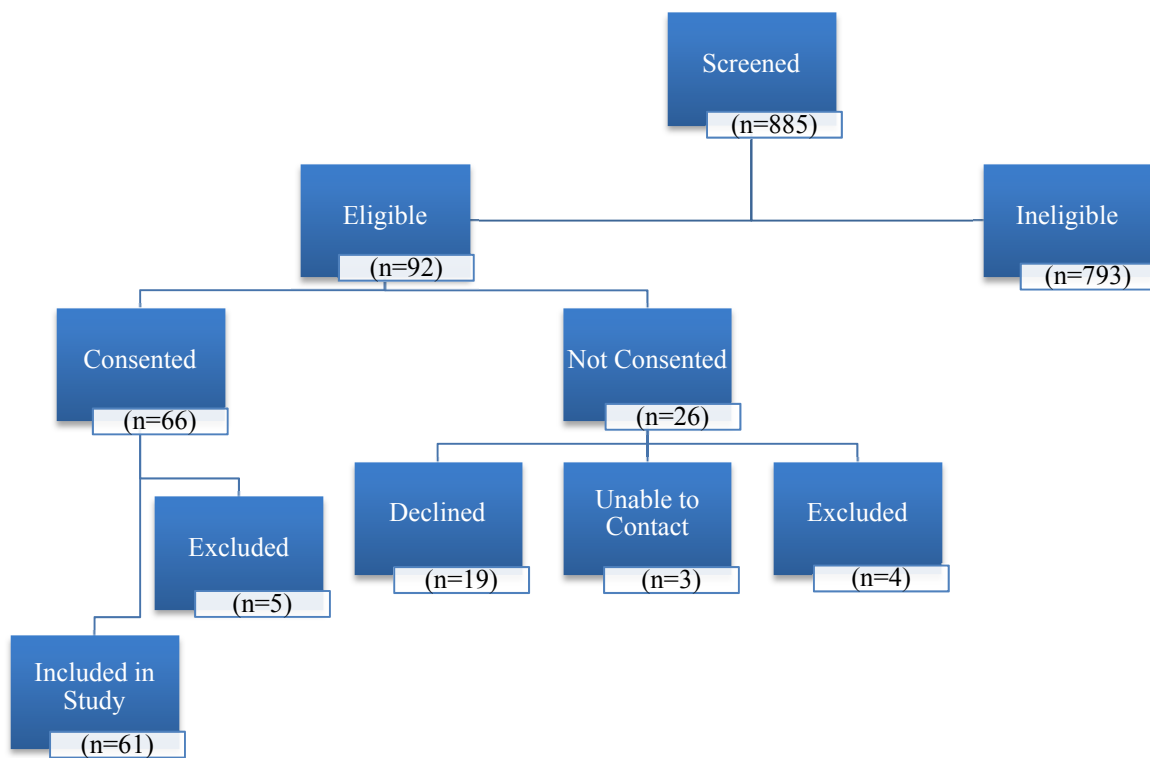 Screened
(n=885)
Eligible
(n=92)
Ineligible
(n=793)
Consented
(n=66)
Not Consented
(n=26)
Declined
(n=19)
Unable to
Contact
(n=3)
Excluded
(n=4)
Excluded
(n=5)
Included in
Study
(n=61)